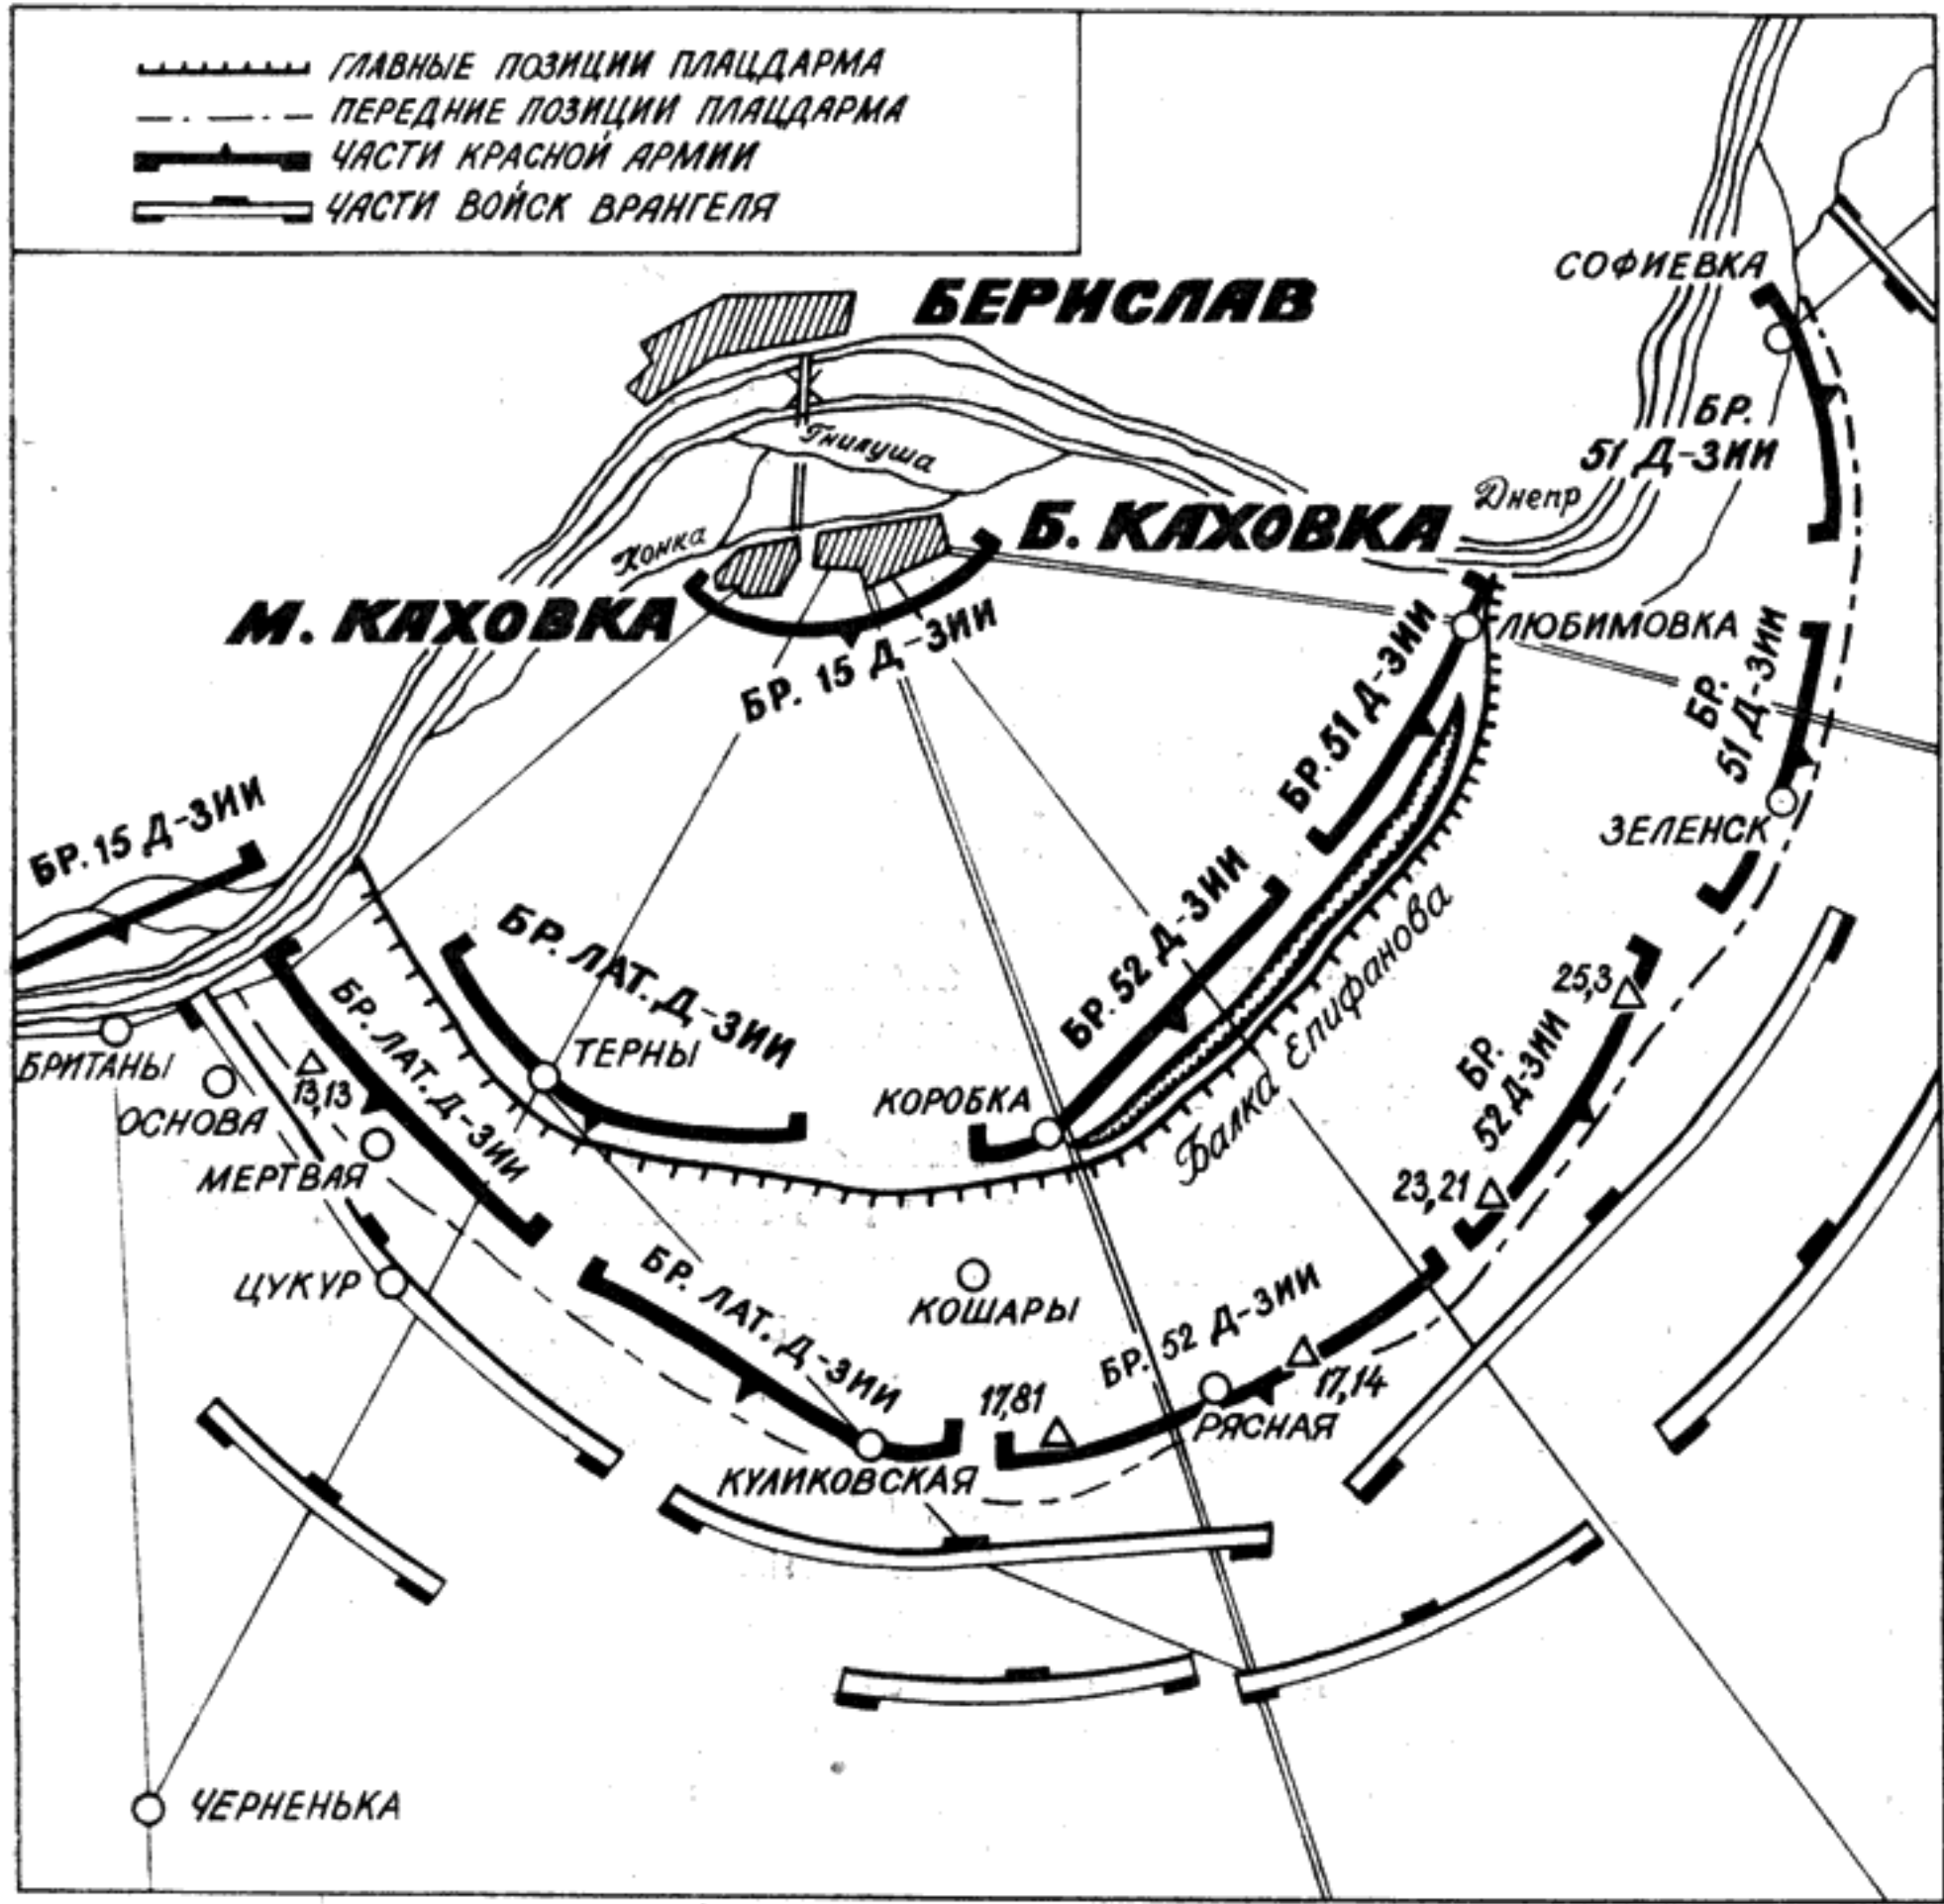 ГЛАВНЫЕ ПОЗИЦИИ ПЛАЦДАРМА
ПЕРЕДНИЕ ПОЗИЦИИ ПЛАЦДАРМА
ЧАСТИ КРАСНОЙ АРМИИ
ЧАСТИ ВОЙСК ВРАНГЕЛЯ
СОФИЕВКА
БЕРИСЛАВ
БР.
51 Д-ЗИИ
Гнилуша
Днепр
Б. КАХОВКА
Конка
М. КАХОВКА
ЛЮБИМОВКА
БР. 15 Д-ЗИИ
БР. 51 Д-ЗИИ
БР.
51 Д-ЗИИ
ЗЕЛЕНСК
БР. 15 Д-ЗИИ
БР. ЛАТ. Д-ЗИИ
БР. 52 Д-ЗИИ
Балка Епифанова
25,3
БР.
52 Д-ЗИИ
БР. ЛАТ. Д-ЗИИ
ТЕРНЫ
КОРОБКА
БРИТАНЫ
13,13
ОСНОВА
МЕРТВАЯ
23,21
ЦУКУР
БР. ЛАТ. Д-ЗИИ
КОШАРЫ
БР. 52 Д-ЗИИ
17,81
17,14
РЯСНАЯ
КУЛИКОВСКАЯ
ЧЕРНЕНЬКА